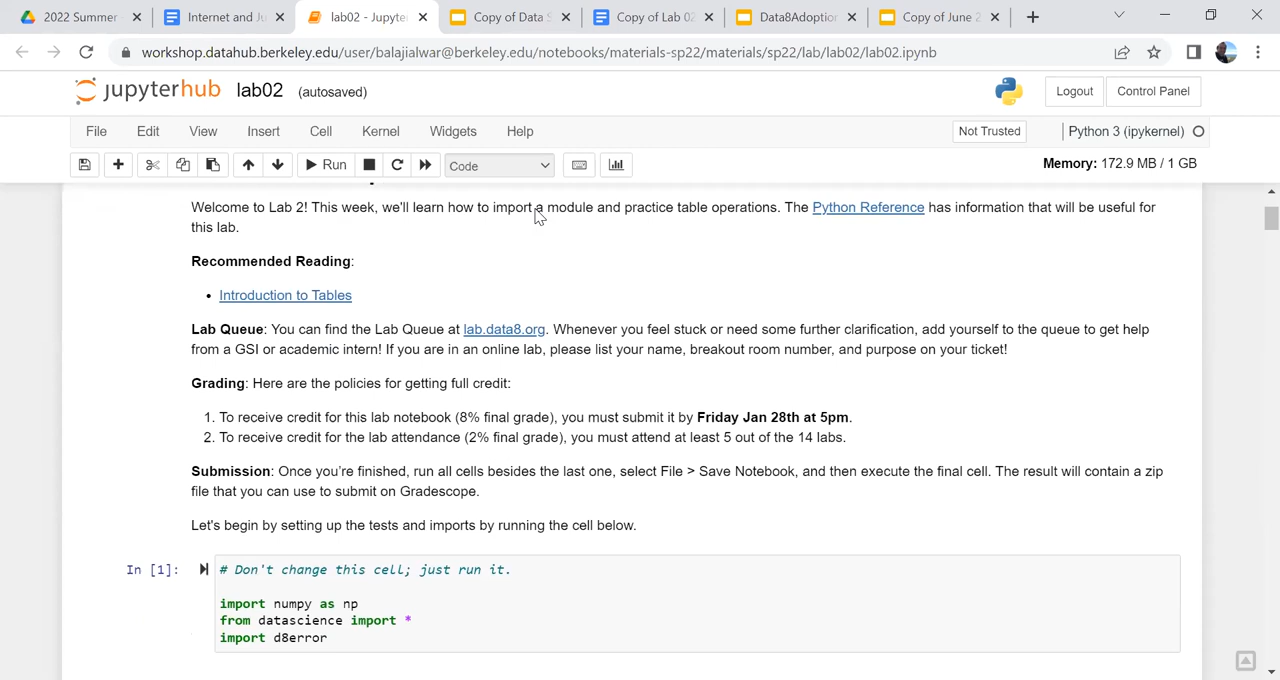 2022 Summer
Internet and Ju
lab02 - Jupyte
Copy of Data S
Copy of Lab 02
Data8Adoption
Copy of June 2
workshop.datahub.berkeley.edu/user/balajialwar@berkeley.edu/notebooks/materials-sp22/materials/sp22/lab/lab02/lab02.ipynb
jupyterhub lab02 (autosaved)
Logout
Control Panel
File Edit View Insert Cell Kernel Widgets Help
Not Trusted
Python 3 (ipykernel)
Run
Code
Memory: 172.9 MB / 1 GB
Welcome to Lab 2! This week, we'll learn how to import a module and practice table operations. The Python Reference has information that will be useful for
this lab.
Recommended Reading:
• Introduction to Tables
Lab Queue: You can find the Lab Queue at lab.data8.org. Whenever you feel stuck or need some further clarification, add yourself to the queue to get help
from a GSI or academic intern! If you are in an online lab, please list your name, breakout room number, and purpose on your ticket!
Grading: Here are the policies for getting full credit:
1. To receive credit for this lab notebook (8% final grade), you must submit it by Friday Jan 28th at 5pm.
2. To receive credit for the lab attendance (2% final grade), you must attend at least 5 out of the 14 labs.
Submission: Once you're finished, run all cells besides the last one, select File > Save Notebook, and then execute the final cell. The result will contain a zip
file that you can use to submit on Gradescope.
Let's begin by setting up the tests and imports by running the cell below.
In [1]:
# Don't change this cell; just run it.
import numpy as np
from datascience import *
import d8error